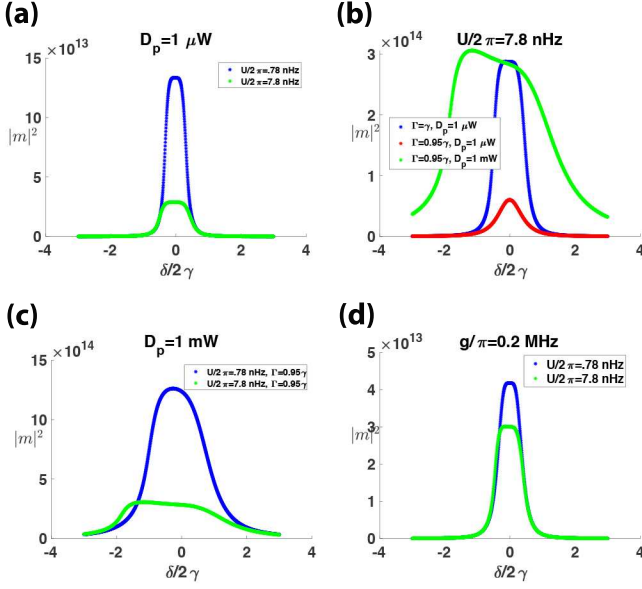 (a)
D_p=1 μW
×10^13
15
10
5
0
|m|^2
U/2π=.78 nHz
U/2π=7.8 nHz
-4 -2 0 2 4
δ/2γ
(b)
U/2π=7.8 nHz
×10^14
3
2
1
0
|m|^2
Γ=γ, D_p=1 μW
Γ=0.95γ, D_p=1 μW
Γ=0.95γ, D_p=1 mW
-4 -2 0 2 4
δ/2γ
(c)
D_p=1 mW
×10^14
15
10
5
0
|m|^2
U/2π=.78 nHz, Γ=0.95γ
U/2π=7.8 nHz, Γ=0.95γ
-4 -2 0 2 4
δ/2γ
(d)
g/π=0.2 MHz
×10^13
5
4
3
2
1
0
|m|^2
U/2π=.78 nHz
U/2π=7.8 nHz
-4 -2 0 2 4
δ/2γ